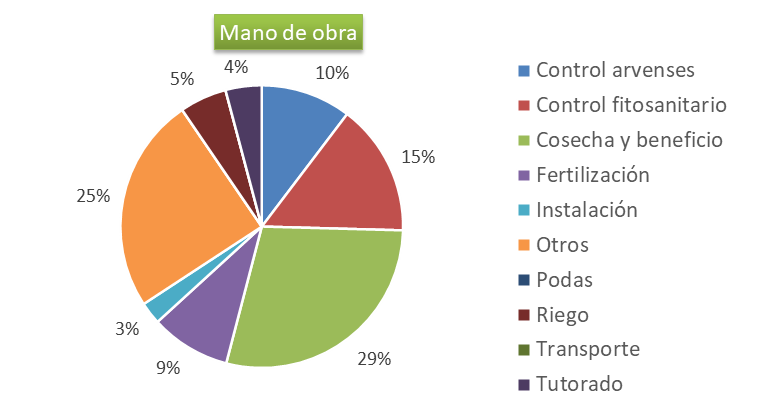 Mano de obra
4%
10%
5%
15%
25%
3%
9%
29%
Control arvenses
Control fitosanitario
Cosecha y beneficio
Fertilización
Instalación
Otros
Podas
Riego
Transporte
Tutorado